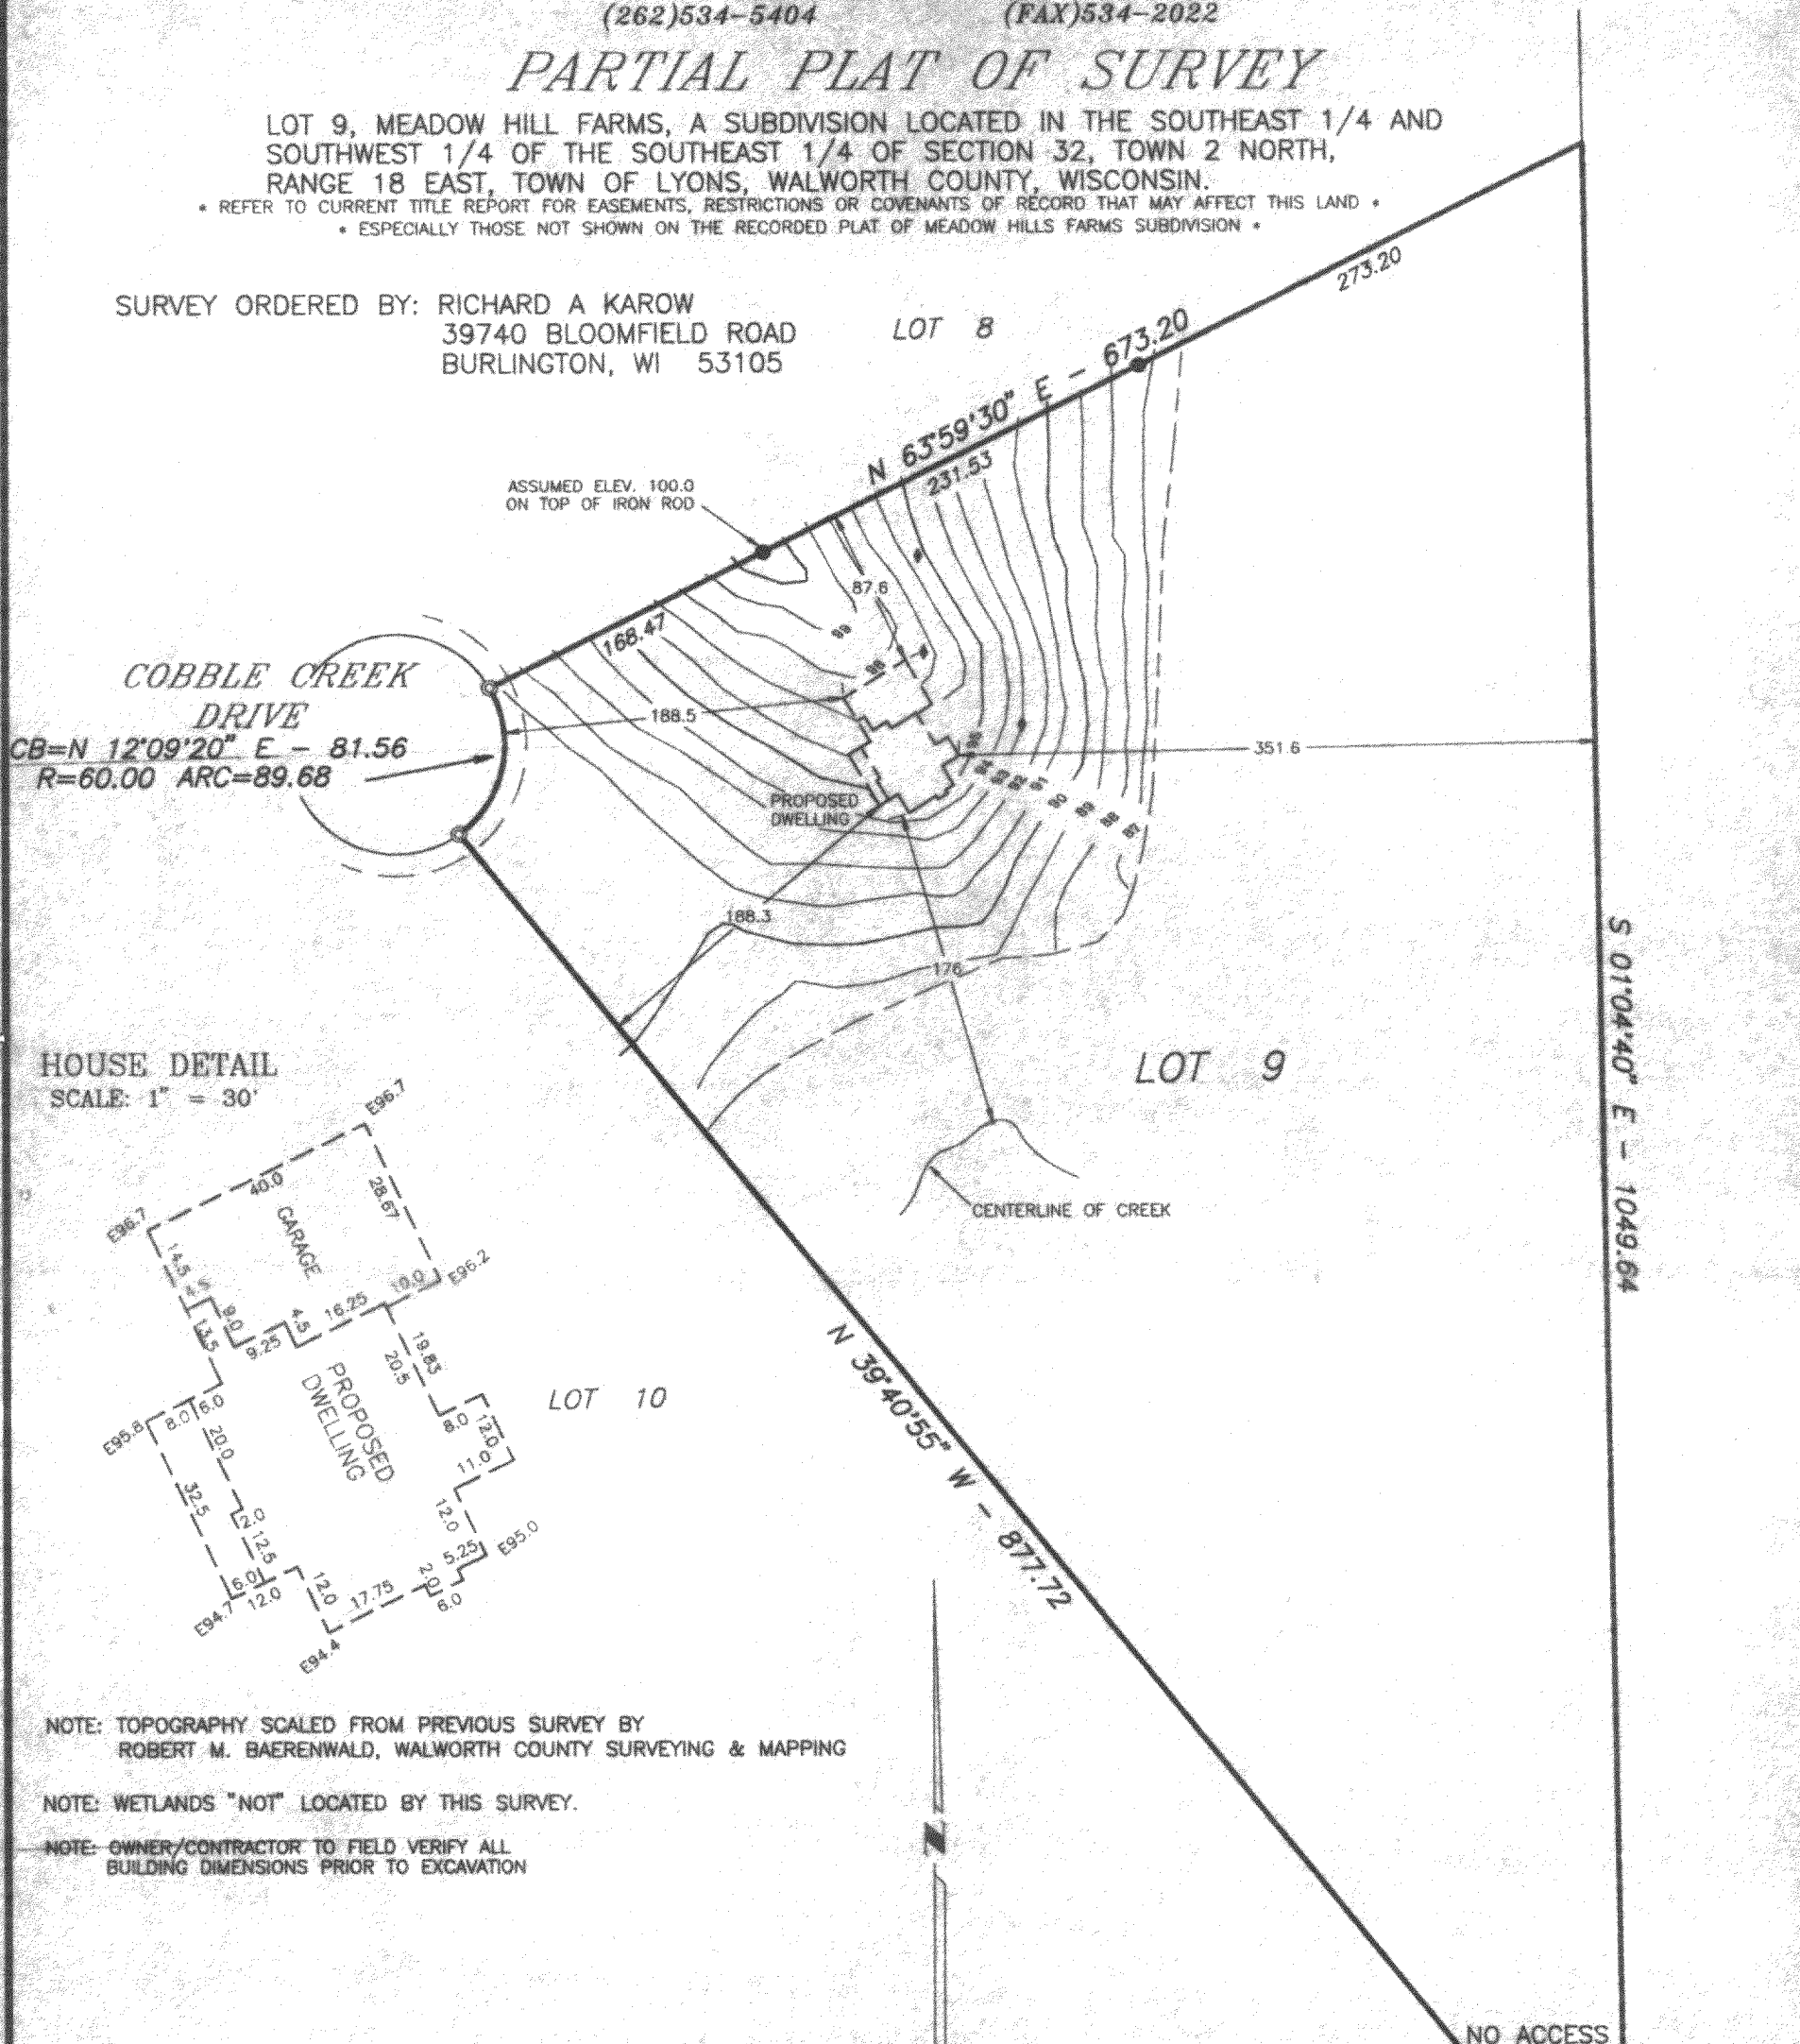 (262)534-5404 (FAX)534-2022
PARTIAL PLAT OF SURVEY
LOT 9, MEADOW HILL FARMS, A SUBDIVISION LOCATED IN THE SOUTHEAST 1/4 AND
SOUTHWEST 1/4 OF THE SOUTHEAST 1/4 OF SECTION 32, TOWN 2 NORTH,
RANGE 18 EAST, TOWN OF LYONS, WALWORTH COUNTY, WISCONSIN.
* REFER TO CURRENT TITLE REPORT FOR EASEMENTS, RESTRICTIONS OR COVENANTS OF RECORD THAT MAY AFFECT THIS LAND *
* ESPECIALLY THOSE NOT SHOWN ON THE RECORDED PLAT OF MEADOW HILLS FARMS SUBDIVISION *
SURVEY ORDERED BY: RICHARD A KAROW
39740 BLOOMFIELD ROAD
BURLINGTON, WI 53105
LOT 8
273.20
N 63°59'30" E - 673.20
231.53
ASSUMED ELEV. 100.0
ON TOP OF IRON ROD
87.6
168.47
99
98
COBBLE CREEK
DRIVE
CB=N 12°09'20" E - 81.56
R=60.00 ARC=89.68
188.5
351.6
PROPOSED
DWELLING
91
90
89
88
87
188.3
176
S 01°04'40" E - 1049.64
LOT 9
CENTERLINE OF CREEK
HOUSE DETAIL
SCALE: 1" = 30'
E96.7
40.0
28.67
E96.7
GARAGE
14.5
4.5
9.0
13.5
9.25
4.5
16.25
10.0
E96.2
19.83
20.5
PROPOSED
DWELLING
8.0
12.0
11.0
E95.8
8.0
6.0
20.0
32.5
2.0
12.5
12.0
E95.0
5.25
2.0
6.0
17.75
12.0
6.0
12.0
E94.7
E94.4
LOT 10
N 39°40'55" W - 877.72
NOTE: TOPOGRAPHY SCALED FROM PREVIOUS SURVEY BY
ROBERT M. BAERENWALD, WALWORTH COUNTY SURVEYING & MAPPING
NOTE: WETLANDS "NOT" LOCATED BY THIS SURVEY.
NOTE: OWNER/CONTRACTOR TO FIELD VERIFY ALL
BUILDING DIMENSIONS PRIOR TO EXCAVATION
N
NO ACCESS